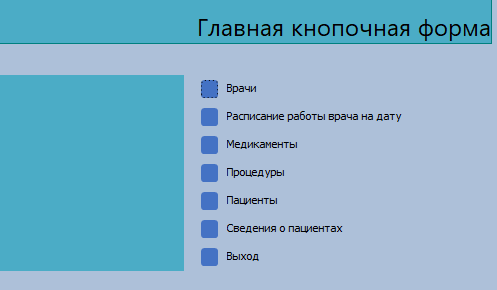 Главная кнопочная форма
Врачи
Расписание работы врача на дату
Медикаменты
Процедуры
Пациенты
Сведения о пациентах
Выход